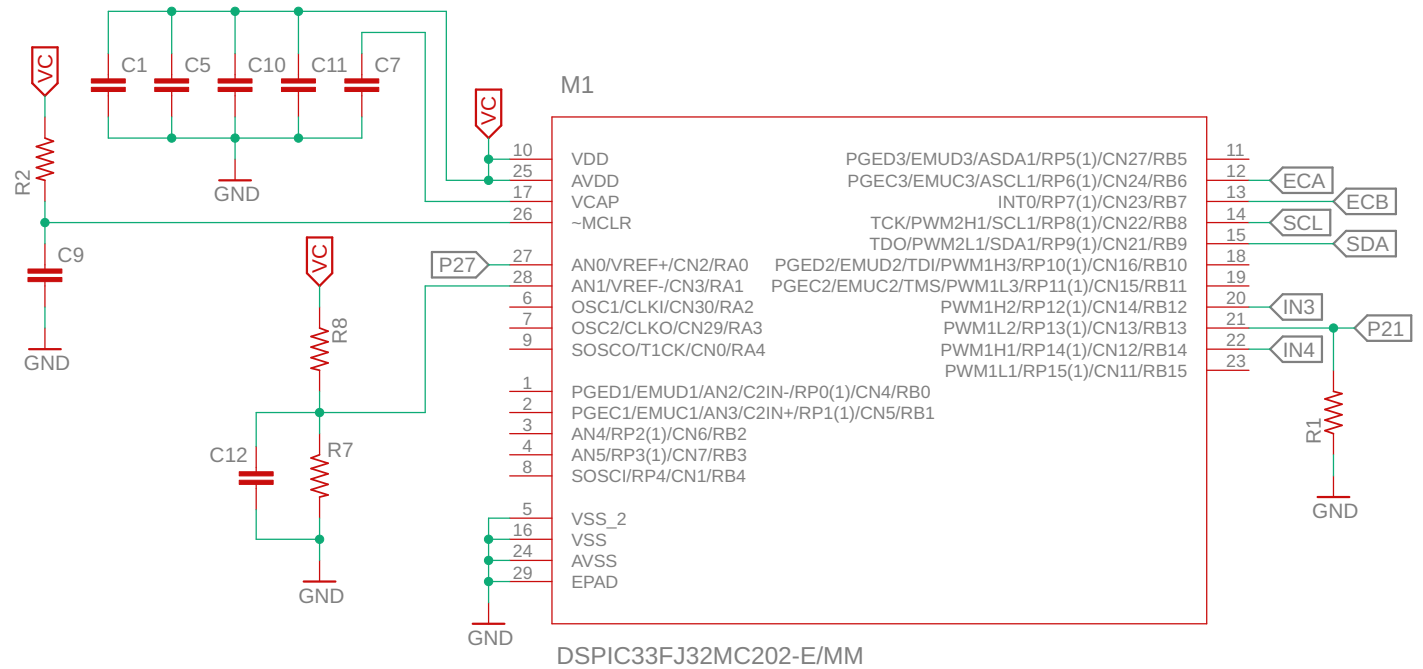 C1
C5
C10
C11
C7
VC
R2
GND
C9
GND
VC
M1
10 VDD
25 AVDD
17 VCAP
26 ~MCLR
P27
27 AN0/VREF+/CN2/RA0
28 AN1/VREF-/CN3/RA1
6 OSC1/CLKI/CN30/RA2
7 OSC2/CLKO/CN29/RA3
9 SOSCO/T1CK/CN0/RA4
1 PGED1/EMUD1/AN2/C2IN-/RP0(1)/CN4/RB0
2 PGEC1/EMUC1/AN3/C2IN+/RP1(1)/CN5/RB1
3 AN4/RP2(1)/CN6/RB2
4 AN5/RP3(1)/CN7/RB3
8 SOSCI/RP4/CN1/RB4
5 VSS_2
16 VSS
24 AVSS
29 EPAD
GND
VC
R8
C12
R7
GND
PGED3/EMUD3/ASDA1/RP5(1)/CN27/RB5 11
PGEC3/EMUC3/ASCL1/RP6(1)/CN24/RB6 12 ECA
INT0/RP7(1)/CN23/RB7 13 ECB
TCK/PWM2H1/SCL1/RP8(1)/CN22/RB8 14 SCL
TDO/PWM2L1/SDA1/RP9(1)/CN21/RB9 15 SDA
PGED2/EMUD2/TDI/PWM1H3/RP10(1)/CN16/RB10 18
PGEC2/EMUC2/TMS/PWM1L3/RP11(1)/CN15/RB11 19
PWM1H2/RP12(1)/CN14/RB12 20 IN3
PWM1L2/RP13(1)/CN13/RB13 21 P21
PWM1H1/RP14(1)/CN12/RB14 22 IN4
PWM1L1/RP15(1)/CN11/RB15 23
R1
GND
DSPIC33FJ32MC202-E/MM